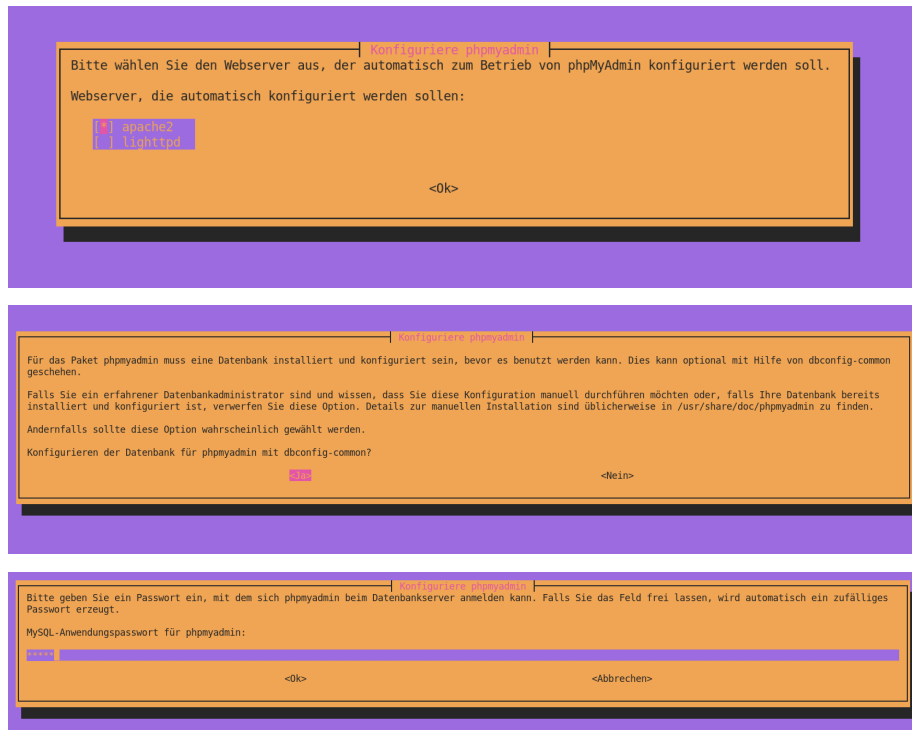 Konfiguriere phpmyadmin
Bitte wählen Sie den Webserver aus, der automatisch zum Betrieb von phpMyAdmin konfiguriert werden soll.
Webserver, die automatisch konfiguriert werden sollen:
[*] apache2
[ ] lighttpd
<Ok>
Konfiguriere phpmyadmin
Für das Paket phpmyadmin muss eine Datenbank installiert und konfiguriert sein, bevor es benutzt werden kann. Dies kann optional mit Hilfe von dbconfig-common
geschehen.
Falls Sie ein erfahrener Datenbankadministrator sind und wissen, dass Sie diese Konfiguration manuell durchführen möchten oder, falls Ihre Datenbank bereits
installiert und konfiguriert ist, verwerfen Sie diese Option. Details zur manuellen Installation sind üblicherweise in /usr/share/doc/phpmyadmin zu finden.
Andernfalls sollte diese Option wahrscheinlich gewählt werden.
Konfigurieren der Datenbank für phpmyadmin mit dbconfig-common?
<Ja> <Nein>
Konfiguriere phpmyadmin
Bitte geben Sie ein Passwort ein, mit dem sich phpmyadmin beim Datenbankserver anmelden kann. Falls Sie das Feld frei lassen, wird automatisch ein zufälliges
Passwort erzeugt.
MySQL-Anwendungspasswort für phpmyadmin:
*****
<Ok> <Abbrechen>